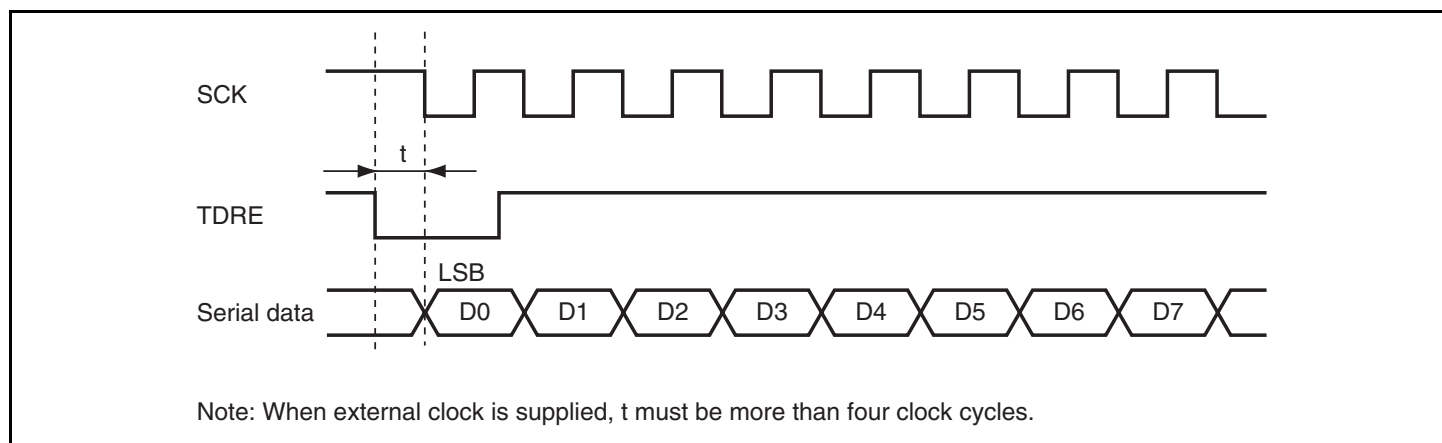 SCK
t
TDRE
LSB
Serial data D0 D1 D2 D3 D4 D5 D6 D7
Note: When external clock is supplied, t must be more than four clock cycles.